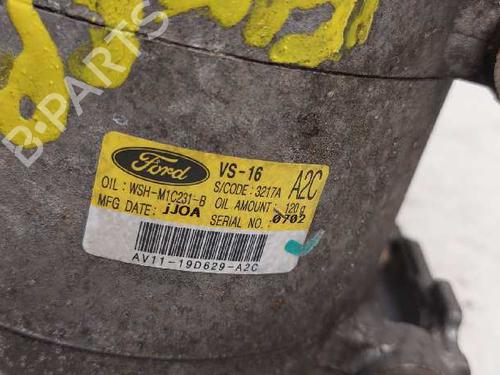 B-PARTS
Ford
VS-16
A2C
OIL : WSH-M1C231-B
S/CODE : 3217A
MFG DATE: jJOA
OIL AMOUNT : 120 g
SERIAL NO. : 0702
AV11-19D629-A2C